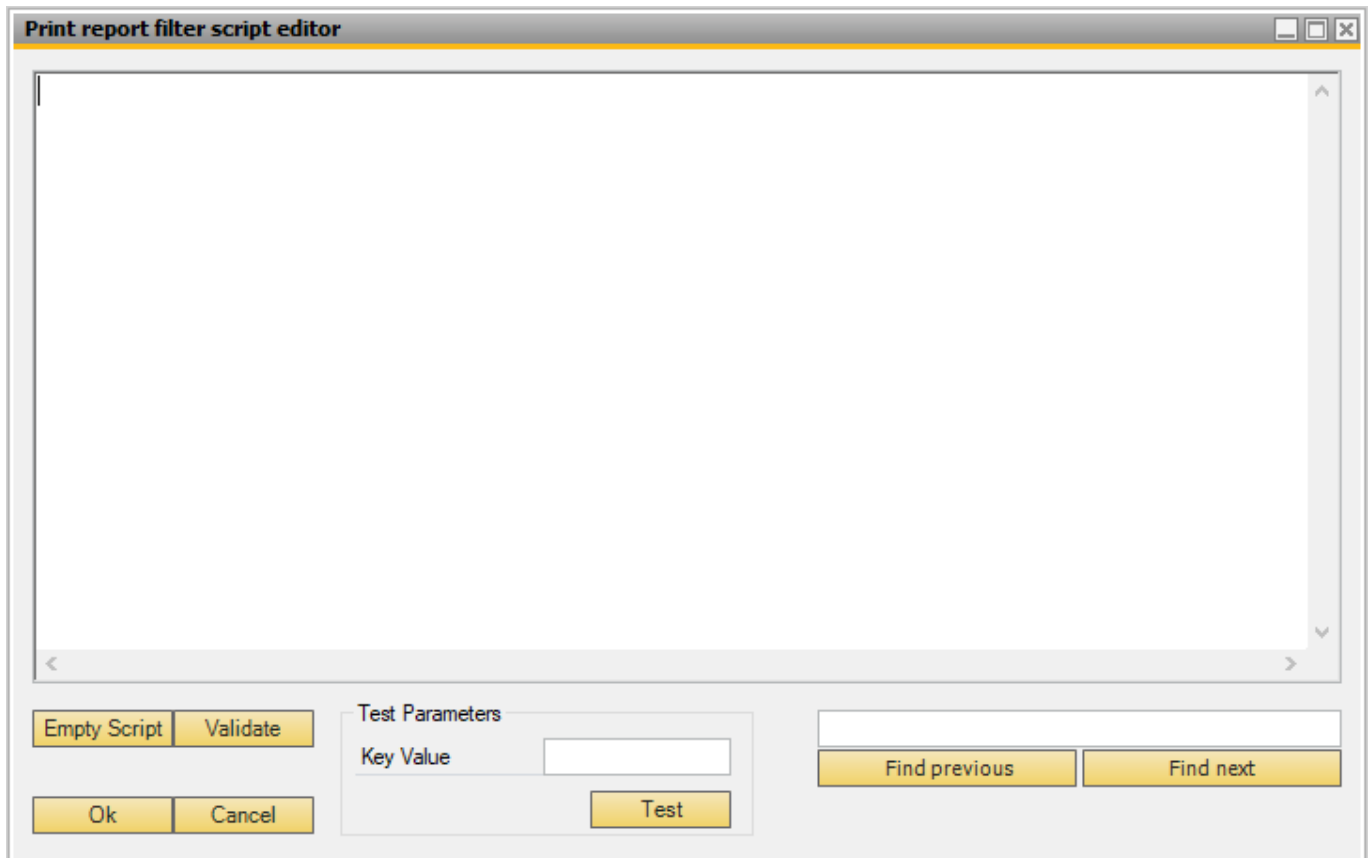 Print report filter script editor
Empty Script
Validate
Test Parameters
Key Value
Find previous
Find next
Ok
Cancel
Test